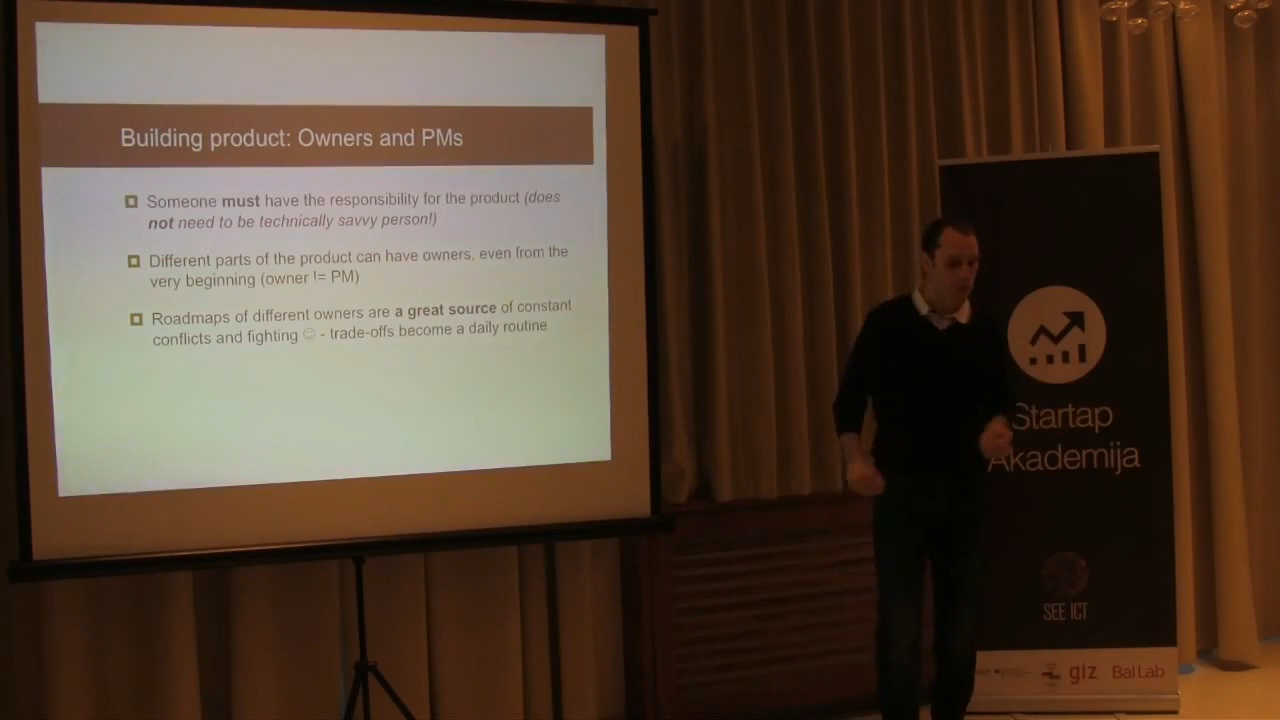 Building product: Owners and PMs
Someone must have the responsibility for the product (does
not need to be technically savvy person!)
Different parts of the product can have owners, even from the
very beginning (owner != PM)
Roadmaps of different owners are a great source of constant
conflicts and fighting ☺ - trade-offs become a daily routine
Startap
Akademija
SEE ICT
giz
Bal Lab